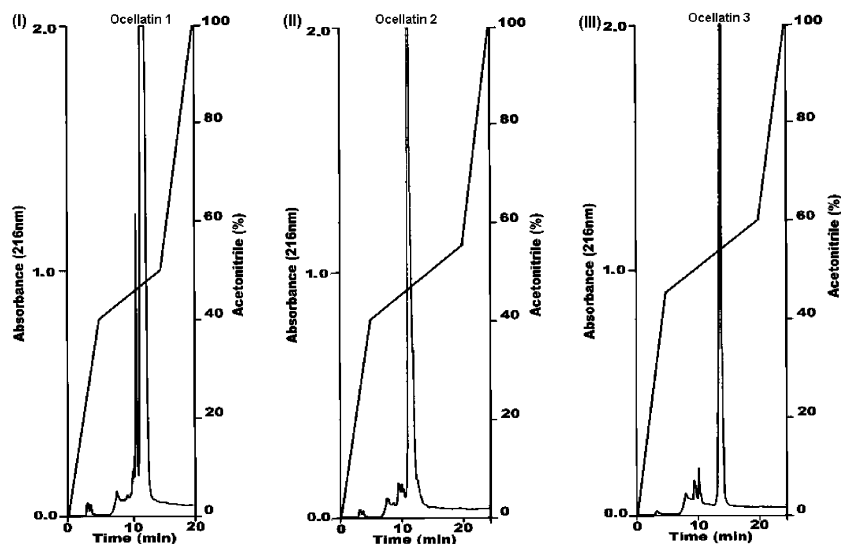 (I) Ocellatin 1
2.0
1.0
0.0
Absorbance (216nm)
100
80
60
40
20
0
Acetonitrile (%)
0 10 20
Time (min)
(II) Ocellatin 2
2.0
1.0
0.0
Absorbance (216nm)
100
80
60
40
20
0
Acetonitrile (%)
0 10 20
Time (min)
(III) Ocellatin 3
2.0
1.0
0.0
Absorbance (216nm)
100
80
60
40
20
0
Acetonitrile (%)
0 10 20
Time (min)